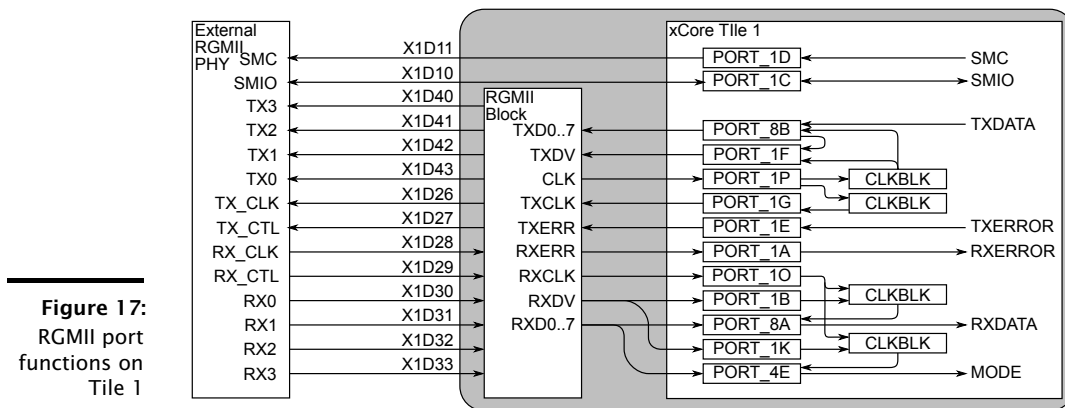 External
RGMII
PHY
xCore TIle 1
SMC X1D11 PORT_1D SMC
SMIO X1D10 PORT_1C SMIO
TX3 X1D40
RGMII
Block
TX2 X1D41 TXD0..7 PORT_8B TXDATA
TX1 X1D42 TXDV PORT_1F
TX0 X1D43 CLK PORT_1P CLKBLK
TX_CLK X1D26 TXCLK PORT_1G CLKBLK
TX_CTL X1D27 TXERR PORT_1E TXERROR
RX_CLK X1D28 RXERR PORT_1A RXERROR
RX_CTL X1D29 RXCLK PORT_1O
RX0 X1D30 RXDV PORT_1B CLKBLK
RX1 X1D31 RXD0..7 PORT_8A RXDATA
RX2 X1D32 PORT_1K CLKBLK
RX3 X1D33 PORT_4E MODE
Figure 17:
RGMII port
functions on
Tile 1